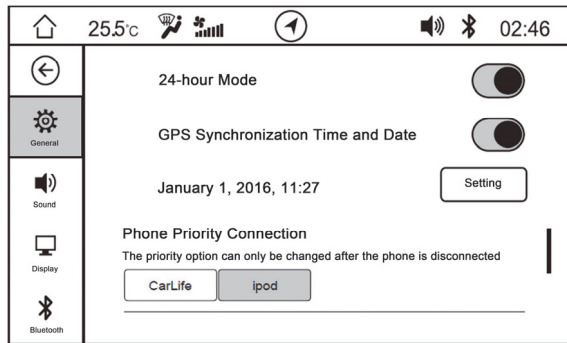 25.5°c 02:46
24-hour Mode
General
GPS Synchronization Time and Date
January 1, 2016, 11:27 Setting
Sound
Phone Priority Connection
The priority option can only be changed after the phone is disconnected
Display
CarLife ipod
Bluetooth